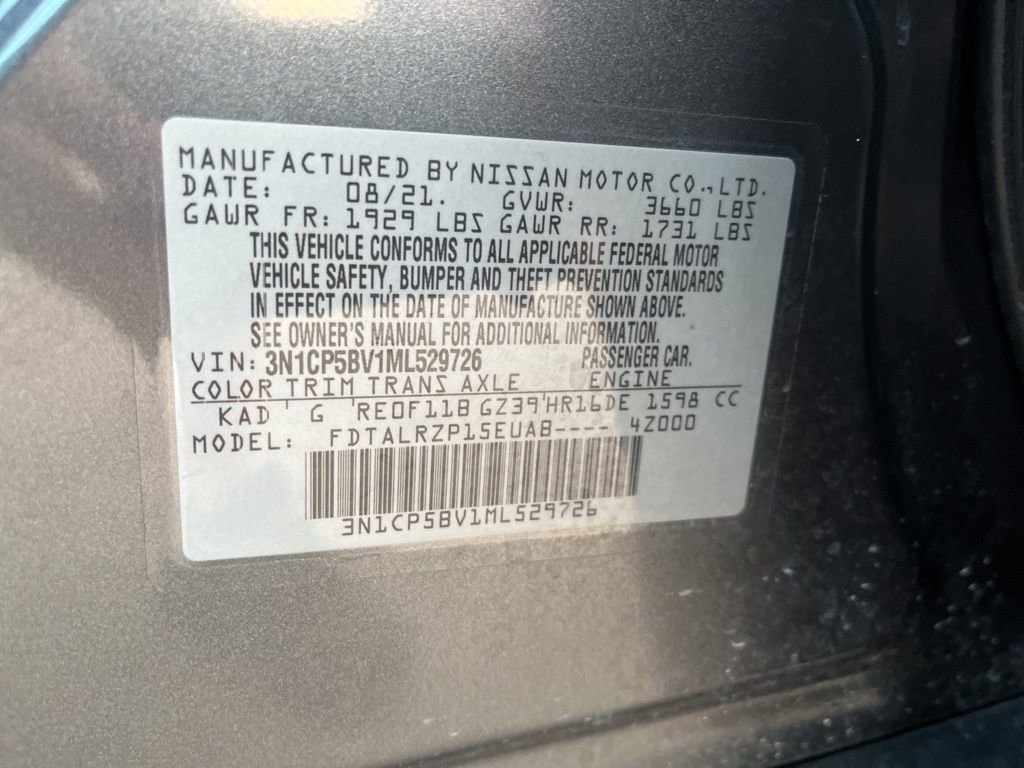 MANUFACTURED BY NISSAN MOTOR CO.,LTD.
DATE: 08/21. GVWR: 3660 LBS
GAWR FR: 1929 LBS GAWR RR: 1731 LBS
THIS VEHICLE CONFORMS TO ALL APPLICABLE FEDERAL MOTOR
VEHICLE SAFETY, BUMPER AND THEFT PREVENTION STANDARDS
IN EFFECT ON THE DATE OF MANUFACTURE SHOWN ABOVE.
SEE OWNER'S MANUAL FOR ADDITIONAL INFORMATION.
VIN: 3N1CP5BV1ML529726 PASSENGER CAR.
COLOR TRIM TRANS AXLE ENGINE
KAD G RE0F11B GZ39 HR16DE 1598 CC
MODEL: FDTALRZP15EUAB---- 4Z000
3N1CP5BV1ML529726